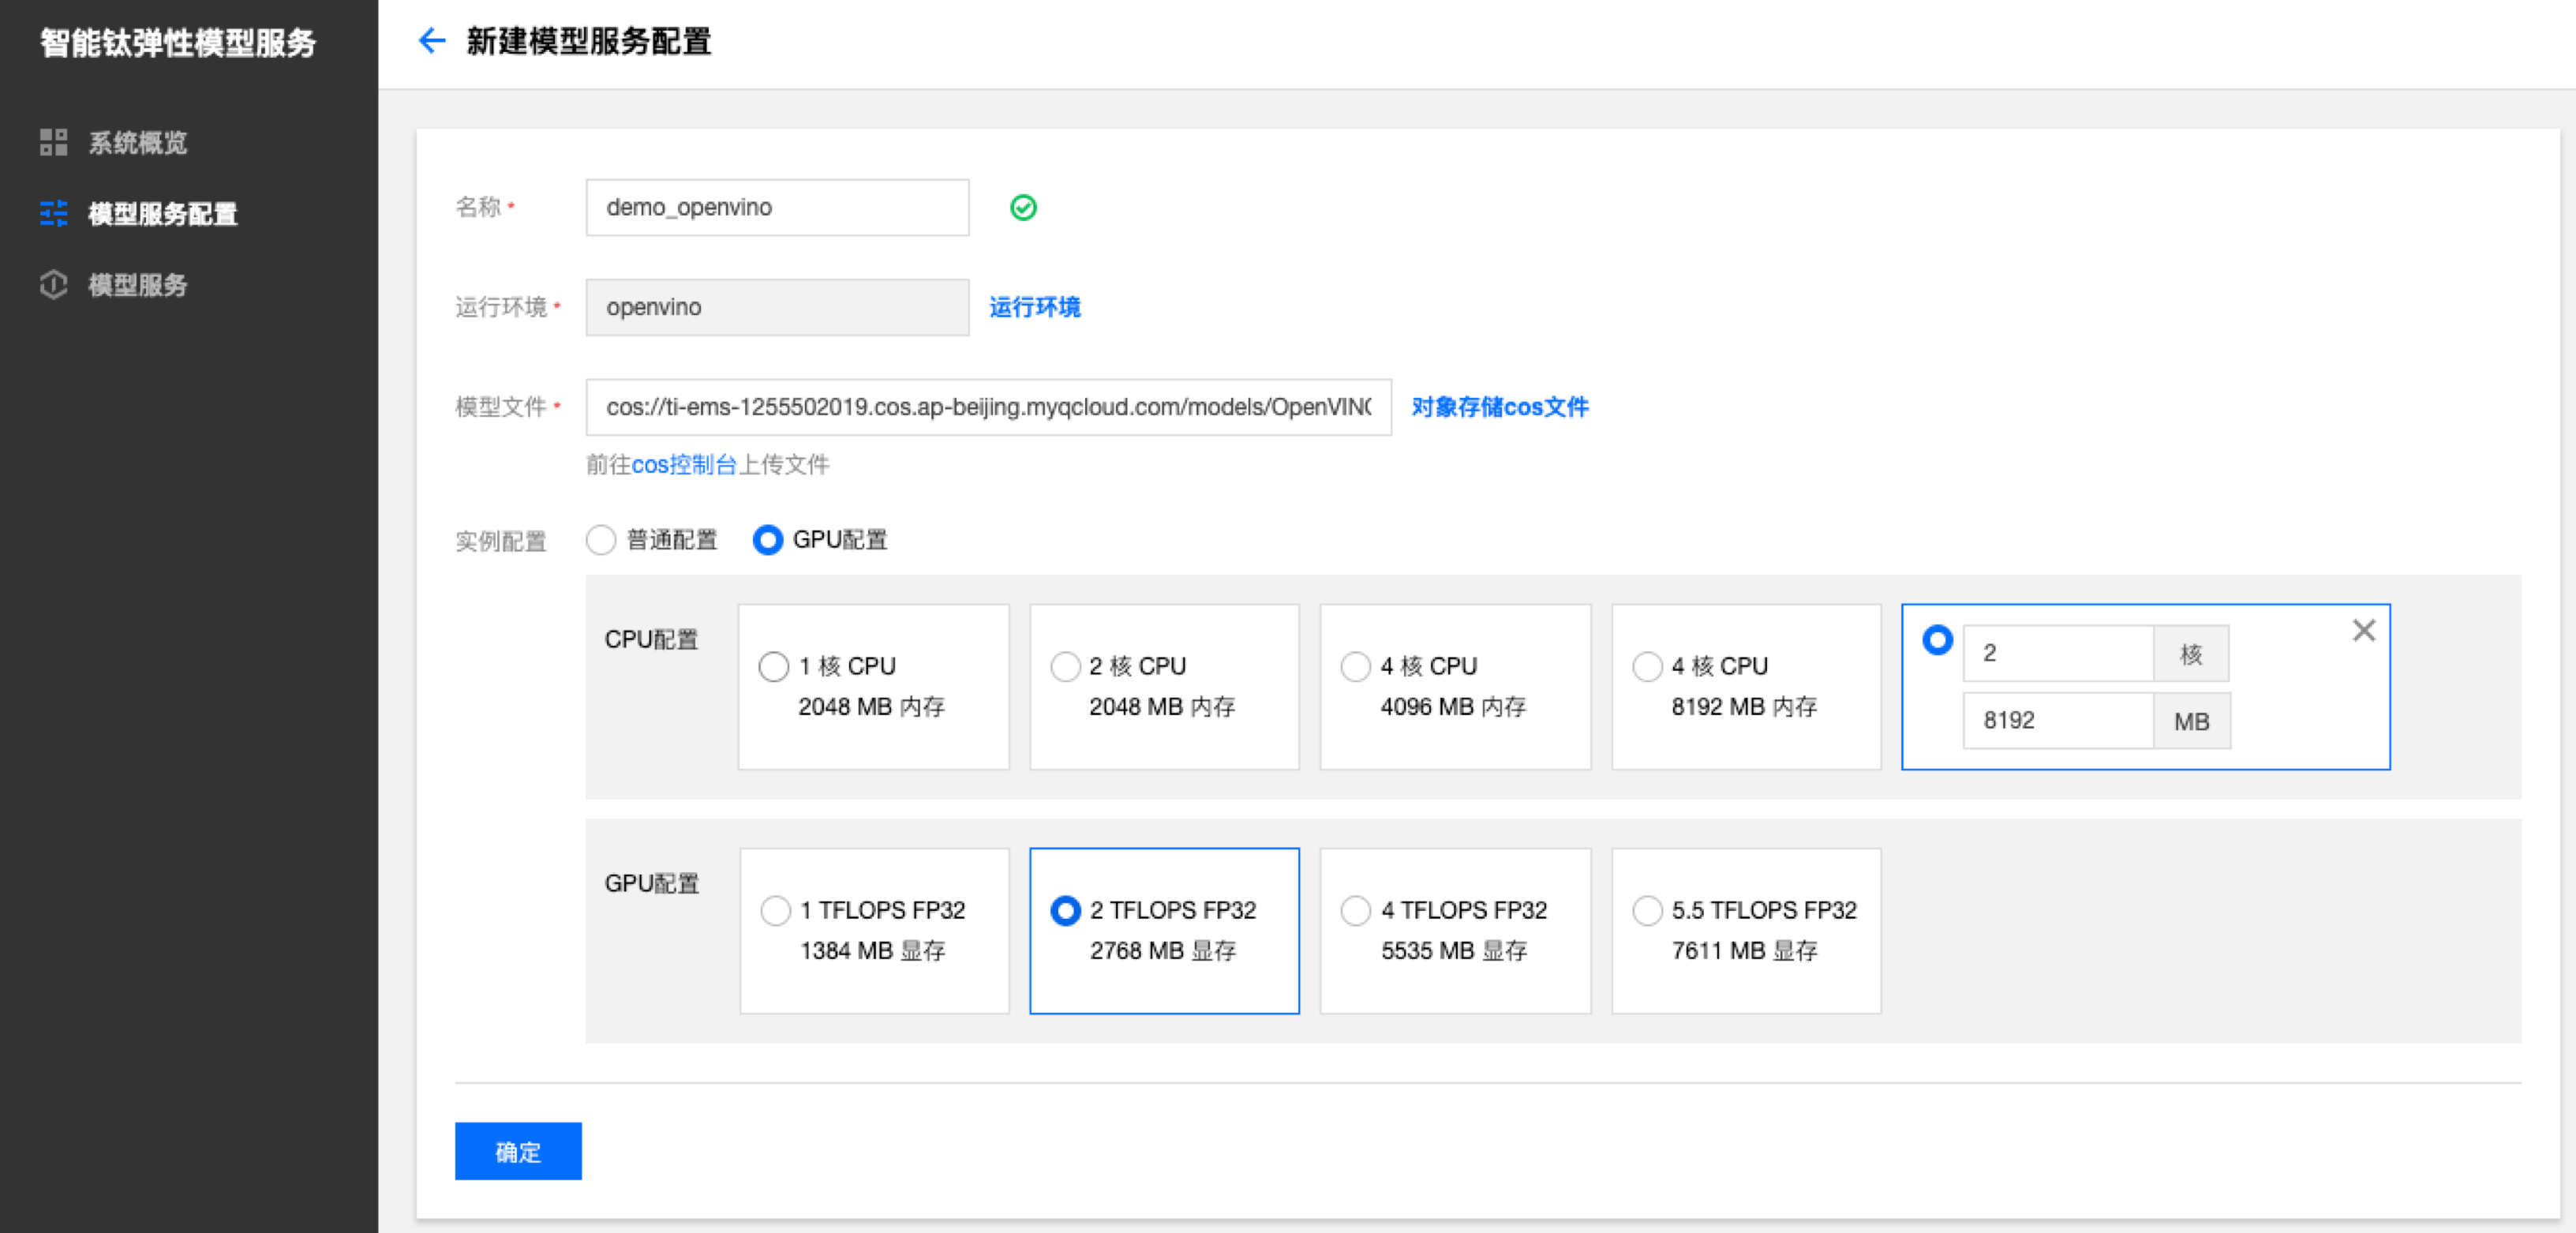 智能钛弹性模型服务
系统概览
模型服务配置
模型服务
新建模型服务配置
名称 *
demo_openvino
运行环境 *
openvino
运行环境
模型文件 *
cos://ti-ems-1255502019.cos.ap-beijing.myqcloud.com/models/OpenVIN
对象存储cos文件
前往cos控制台上传文件
实例配置
普通配置
GPU配置
CPU配置
1 核 CPU
2048 MB 内存
2 核 CPU
2048 MB 内存
4 核 CPU
4096 MB 内存
4 核 CPU
8192 MB 内存
2 核
8192 MB
GPU配置
1 TFLOPS FP32
1384 MB 显存
2 TFLOPS FP32
2768 MB 显存
4 TFLOPS FP32
5535 MB 显存
5.5 TFLOPS FP32
7611 MB 显存
确定